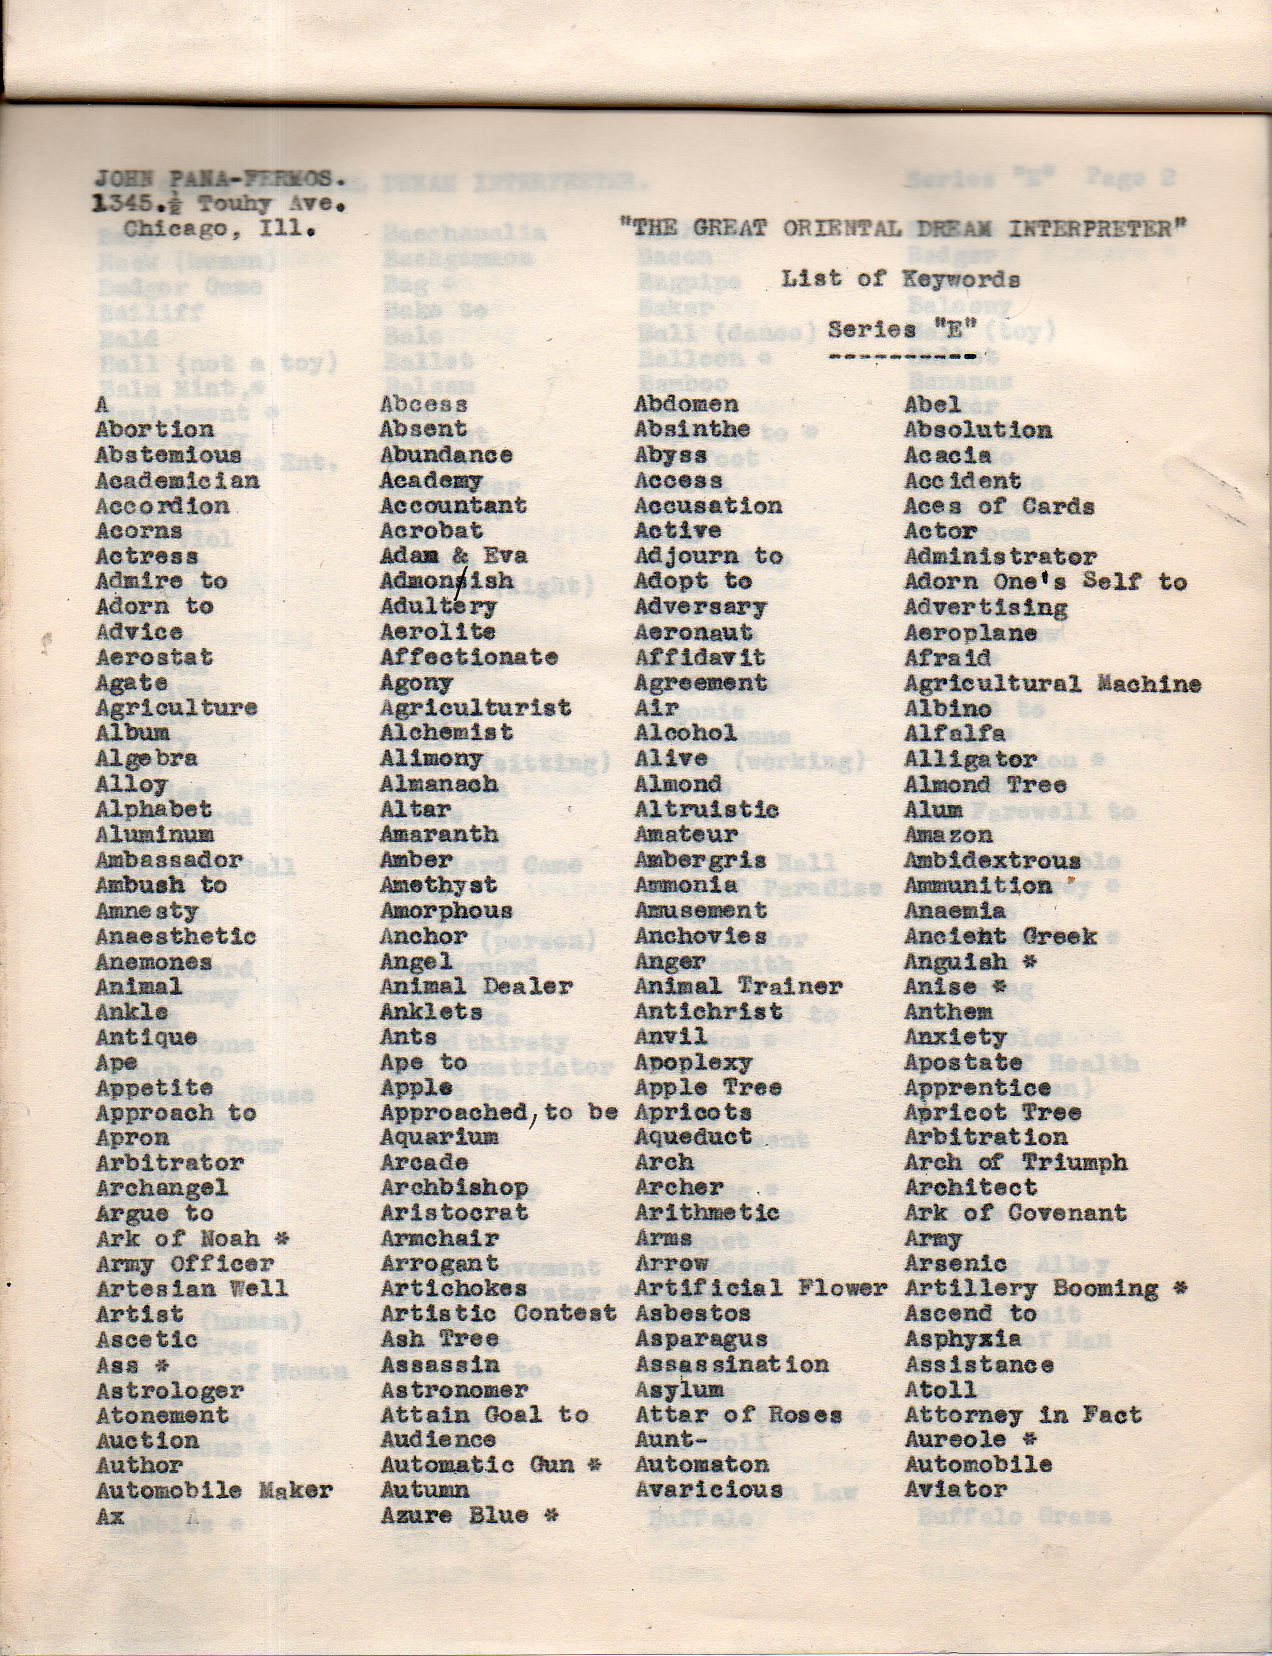 JOHN PANA-FERMOS.
1345.½ Touhy Ave.
Chicago, Ill.
"THE GREAT ORIENTAL DREAM INTERPRETER"
List of Keywords
Series "E"
----------
A Abcess Abdomen Abel
Abortion Absent Absinthe Absolution
Abstemious Abundance Abyss Acacia
Academician Academy Access Accident
Accordion Accountant Accusation Aces of Cards
Acorns Acrobat Active Actor
Actress Adam & Eva Adjourn to Administrator
Admire to Admonsish Adopt to Adorn One's Self to
Adorn to Adultery Adversary Advertising
Advice Aerolite Aeronaut Aeroplane
Aerostat Affectionate Affidavit Afraid
Agate Agony Agreement Agricultural Machine
Agriculture Agriculturist Air Albino
Album Alchemist Alcohol Alfalfa
Algebra Alimony Alive Alligator
Alloy Almanach Almond Almond Tree
Alphabet Altar Altruistic Alum
Aluminum Amaranth Amateur Amazon
Ambassador Amber Ambergris Ambidextrous
Ambush to Amethyst Ammonia Ammunition
Amnesty Amorphous Amusement Anaemia
Anaesthetic Anchor Anchovies Ancieht Greek
Anemones Angel Anger Anguish *
Animal Animal Dealer Animal Trainer Anise *
Ankle Anklets Antichrist Anthem
Antique Ants Anvil Anxiety
Ape Ape to Apoplexy Apostate
Appetite Apple Apple Tree Apprentice
Approach to Approached, to be Apricots Apricot Tree
Apron Aquarium Aqueduct Arbitration
Arbitrator Arcade Arch Arch of Triumph
Archangel Archbishop Archer Architect
Argue to Aristocrat Arithmetic Ark of Covenant
Ark of Noah * Armchair Arms Army
Army Officer Arrogant Arrow Arsenic
Artesian Well Artichokes Artificial Flower Artillery Booming *
Artist Artistic Contest Asbestos Ascend to
Ascetic Ash Tree Asparagus Asphyxia
Ass * Assassin Assassination Assistance
Astrologer Astronomer Asylum Atoll
Atonement Attain Goal to Attar of Roses Attorney in Fact
Auction Audience Aunt- Aureole *
Author Automatic Gun * Automaton Automobile
Automobile Maker Autumn Avaricious Aviator
Ax Azure Blue *